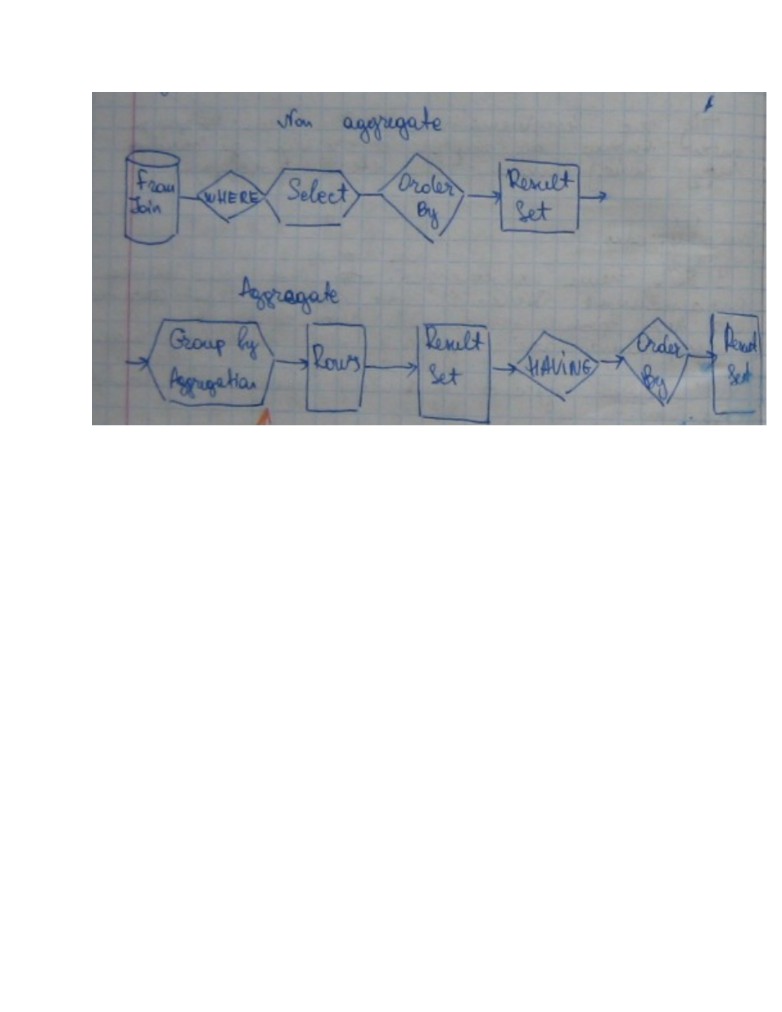 Non aggregate
From
Join
WHERE
Select
Order
By
Result
Set
Aggregate
Group by
Aggregation
Rows
Result
Set
HAVING
Order
By
Result
Set